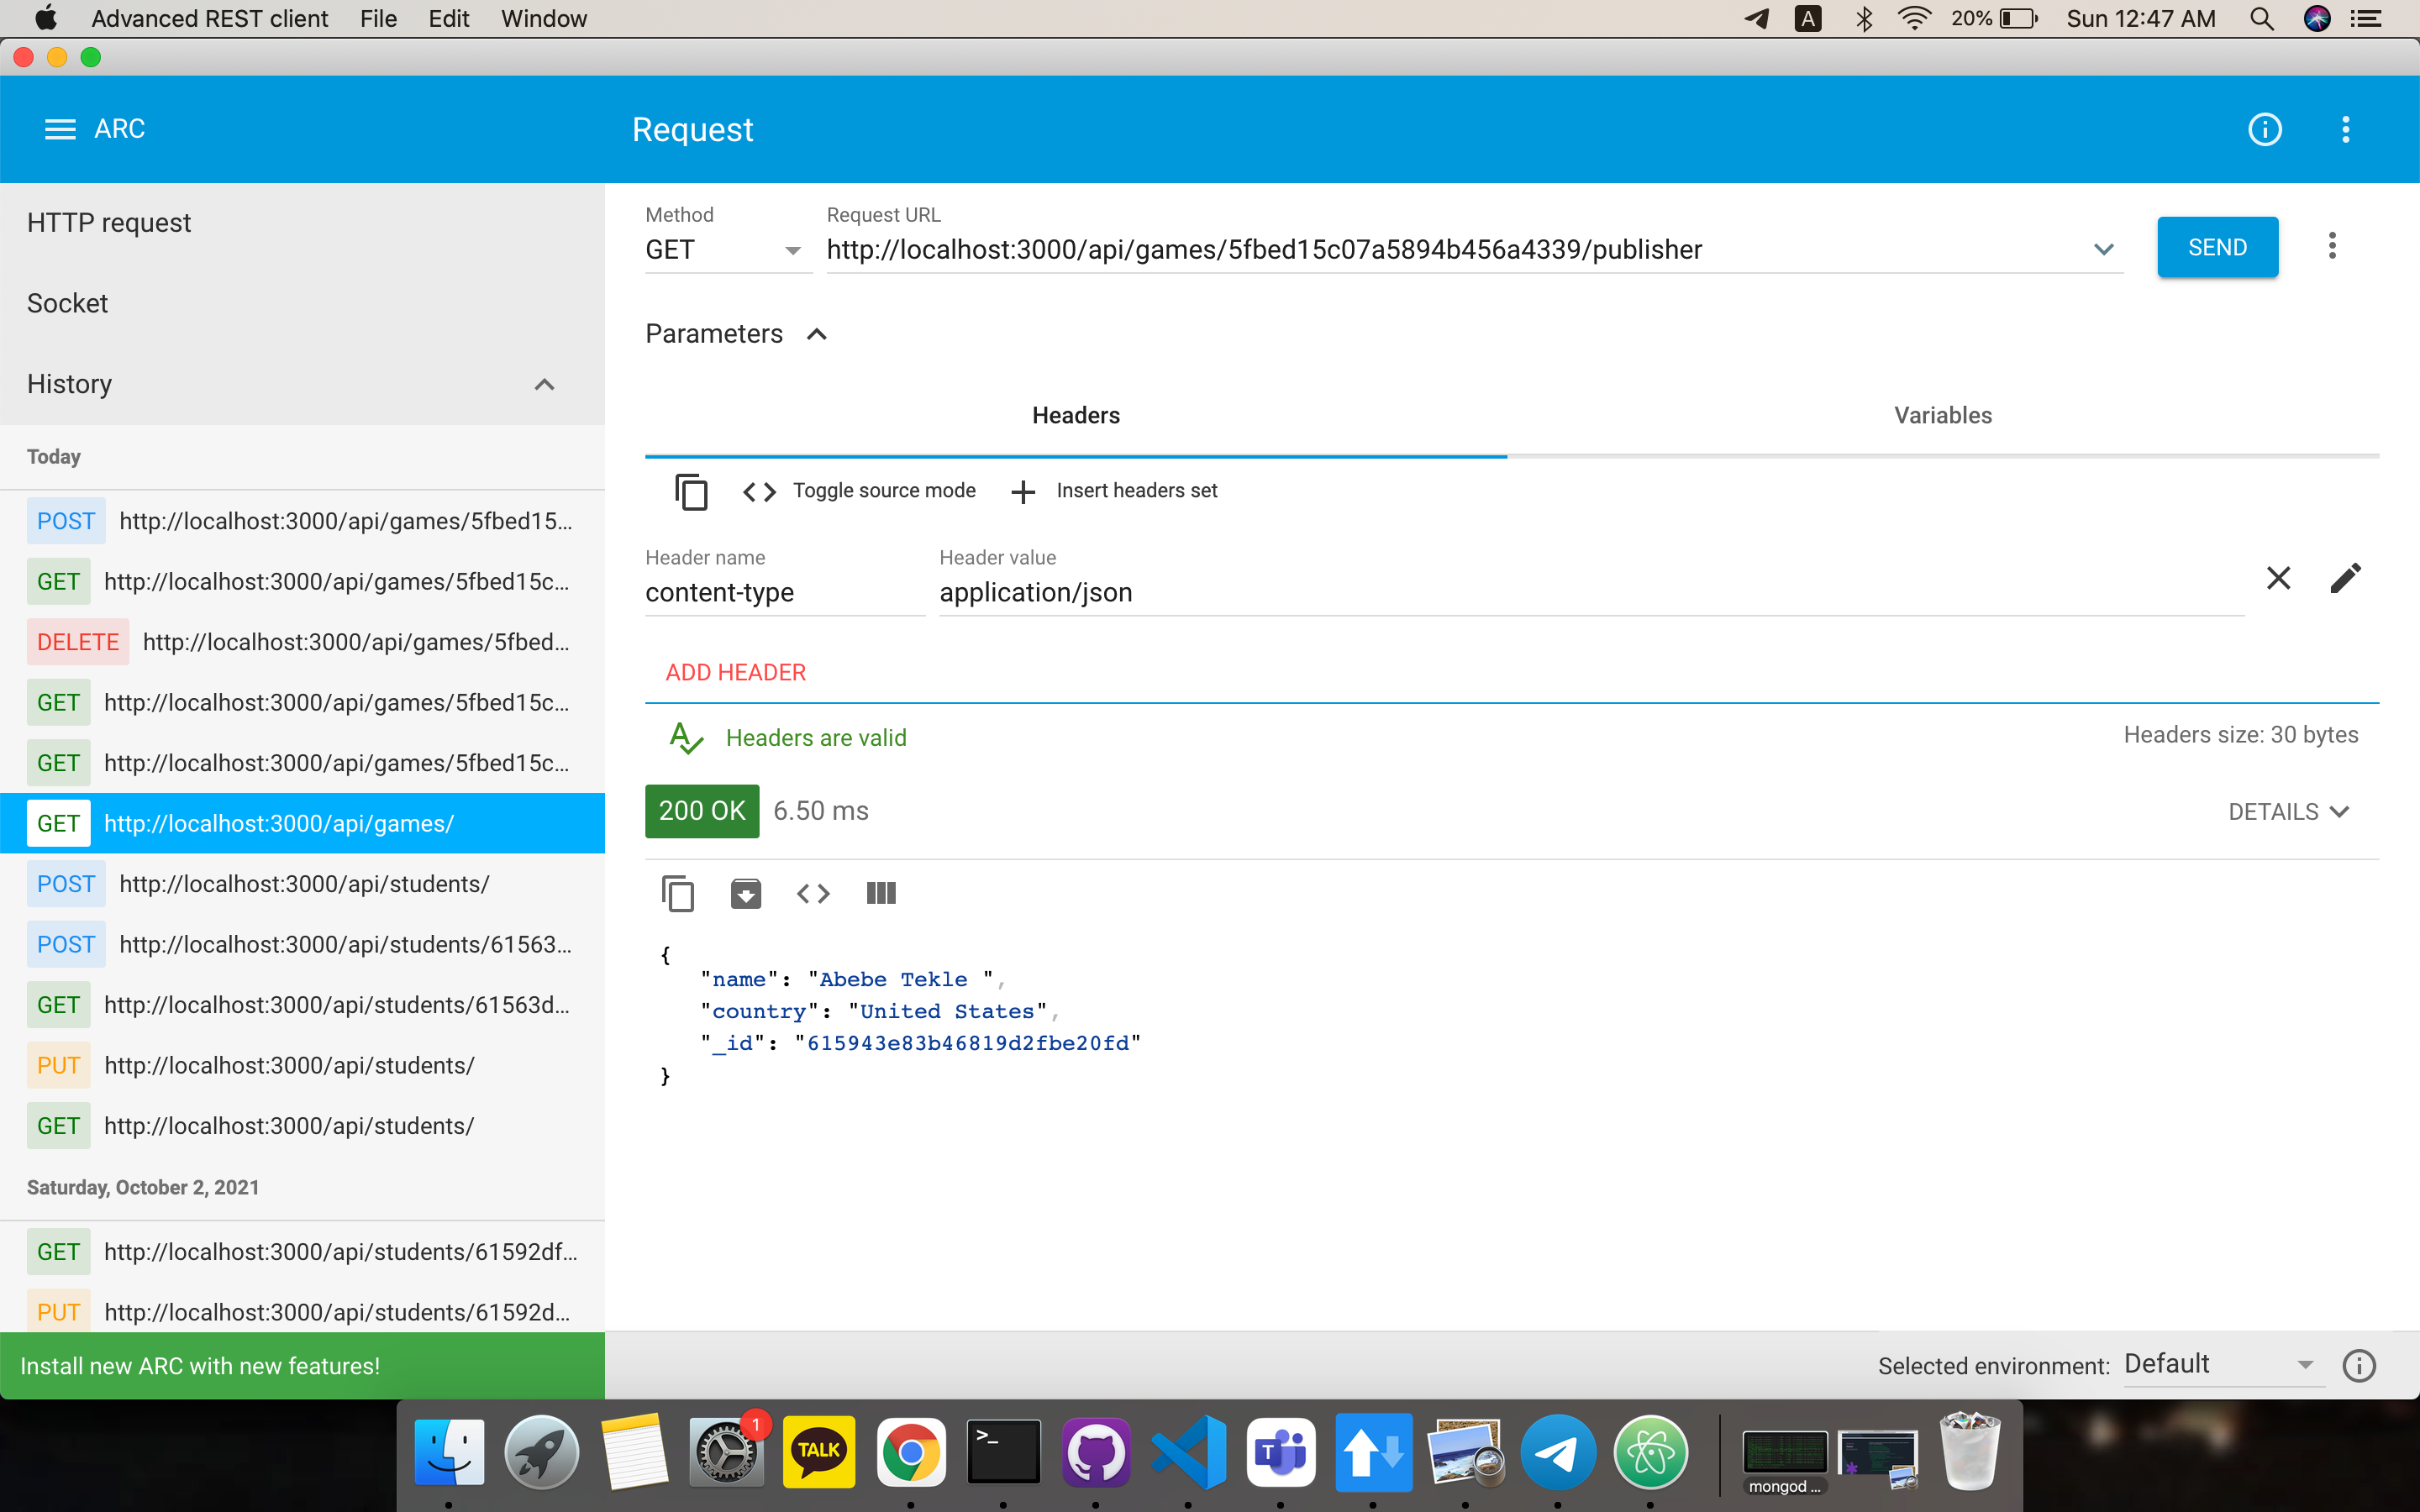 Advanced REST client File Edit Window
A 20% Sun 12:47 AM
ARC
Request
HTTP request
Socket
History
Today
POST http://localhost:3000/api/games/5fbed15...
GET http://localhost:3000/api/games/5fbed15c...
DELETE http://localhost:3000/api/games/5fbed...
GET http://localhost:3000/api/games/5fbed15c...
GET http://localhost:3000/api/games/5fbed15c...
GET http://localhost:3000/api/games/
POST http://localhost:3000/api/students/
POST http://localhost:3000/api/students/61563...
GET http://localhost:3000/api/students/61563d...
PUT http://localhost:3000/api/students/
GET http://localhost:3000/api/students/
Saturday, October 2, 2021
GET http://localhost:3000/api/students/61592df...
PUT http://localhost:3000/api/students/61592d...
Install new ARC with new features!
Method
GET
Request URL
http://localhost:3000/api/games/5fbed15c07a5894b456a4339/publisher
SEND
Parameters
Headers
Variables
Toggle source mode
Insert headers set
Header name
content-type
Header value
application/json
ADD HEADER
Headers are valid
Headers size: 30 bytes
200 OK 6.50 ms
DETAILS
{
"name": "Abebe Tekle ",
"country": "United States",
"_id": "615943e83b46819d2fbe20fd"
}
Selected environment: Default
1
TALK
>_
T
mongod ...